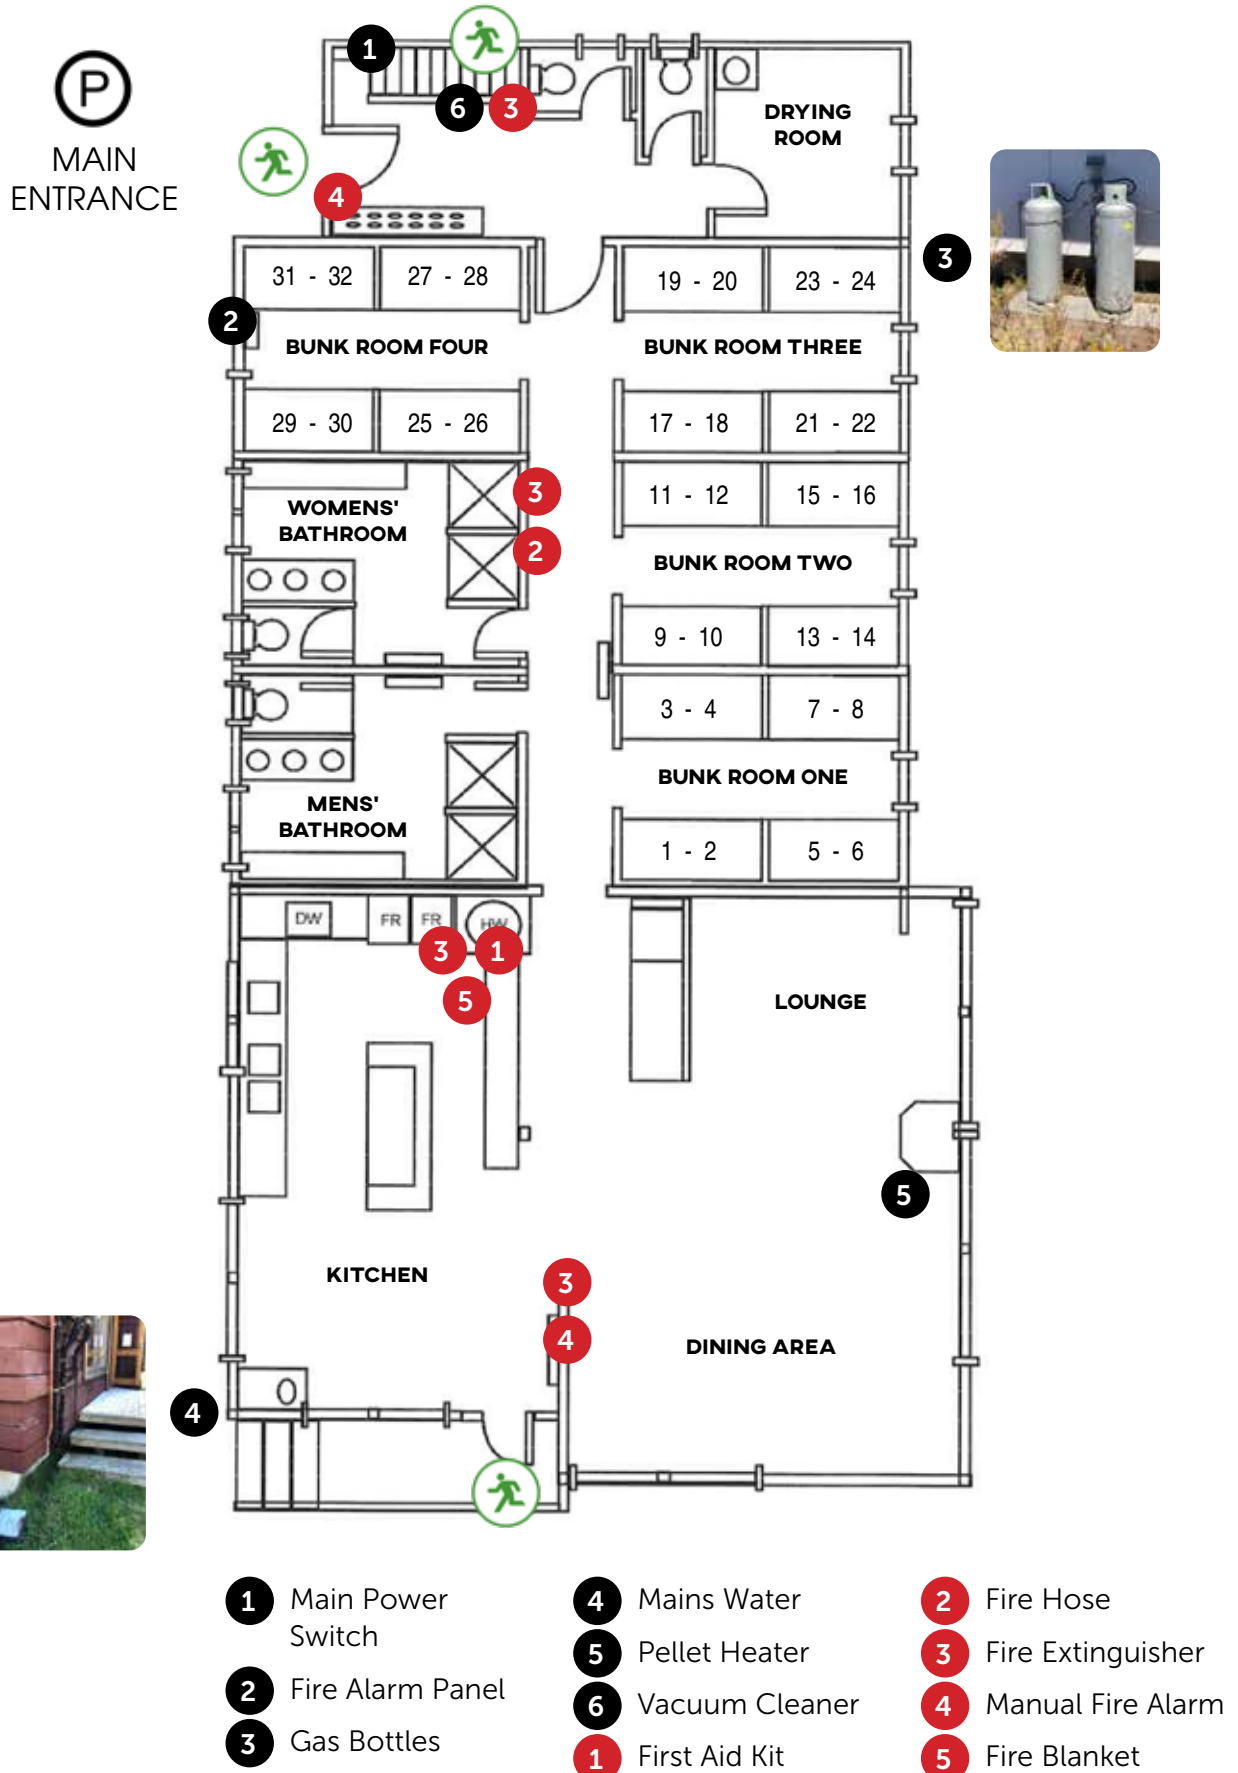 1
P
6
3
DRYING
ROOM
MAIN
ENTRANCE
4
3
31 - 32
27 - 28
19 - 20
23 - 24
2
BUNK ROOM FOUR
BUNK ROOM THREE
29 - 30
25 - 26
17 - 18
21 - 22
3
11 - 12
15 - 16
WOMENS'
BATHROOM
2
BUNK ROOM TWO
9 - 10
13 - 14
3 - 4
7 - 8
BUNK ROOM ONE
MENS'
BATHROOM
1 - 2
5 - 6
DW
FR
FR
HW
3
1
5
LOUNGE
5
KITCHEN
3
4
DINING AREA
4
1 Main Power
Switch
2 Fire Alarm Panel
3 Gas Bottles
4 Mains Water
5 Pellet Heater
6 Vacuum Cleaner
1 First Aid Kit
2 Fire Hose
3 Fire Extinguisher
4 Manual Fire Alarm
5 Fire Blanket